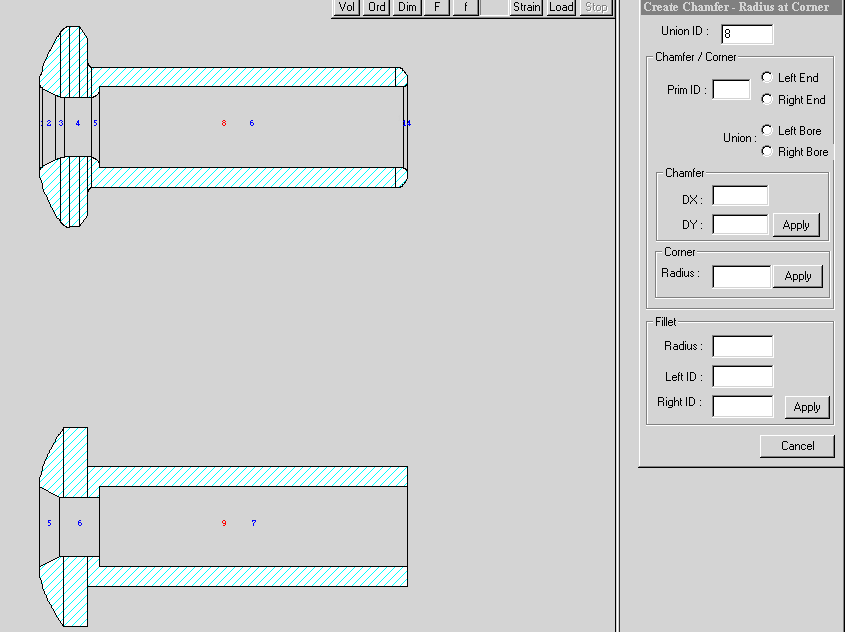 Vol Ord Dim F f Strain Load Stop
Create Chamfer - Radius at Corner
Union ID : 8
Chamfer / Corner
Prim ID :
Left End
Right End
Union :
Left Bore
Right Bore
Chamfer
DX :
DY :
Apply
Corner
Radius :
Apply
Fillet
Radius :
Left ID :
Right ID :
Apply
Cancel
2 3 4 5 8 6 14
5 6 9 7